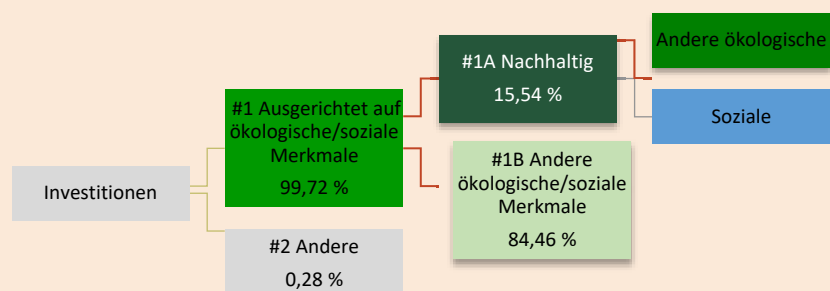 Investitionen
#1 Ausgerichtet auf
ökologische/soziale
Merkmale
99,72 %
#2 Andere
0,28 %
#1A Nachhaltig
15,54 %
#1B Andere
ökologische/soziale
Merkmale
84,46 %
Andere ökologische
Soziale